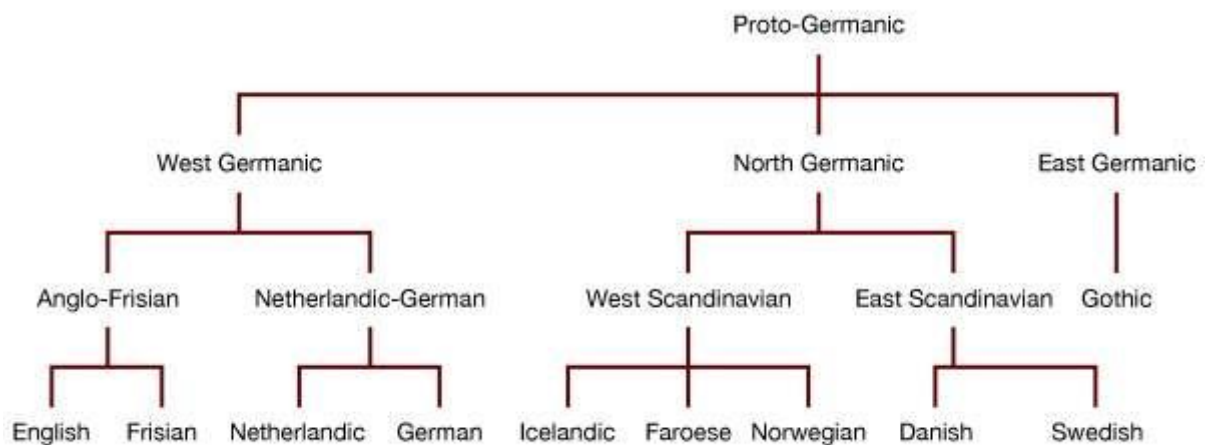 Proto-Germanic
West Germanic North Germanic East Germanic
Anglo-Frisian Netherlandic-German West Scandinavian East Scandinavian Gothic
English Frisian Netherlandic German Icelandic Faroese Norwegian Danish Swedish